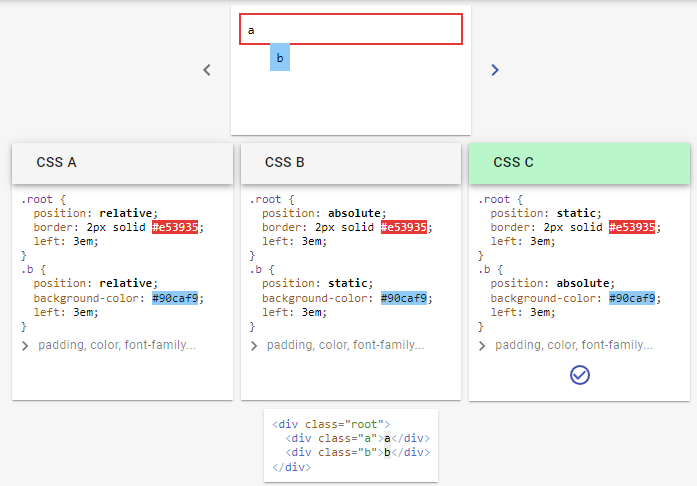 a
b
CSS A
.root {
position: relative;
border: 2px solid #e53935;
left: 3em;
}
.b {
position: relative;
background-color: #90caf9;
left: 3em;
}
padding, color, font-family...
CSS B
.root {
position: absolute;
border: 2px solid #e53935;
left: 3em;
}
.b {
position: static;
background-color: #90caf9;
left: 3em;
}
padding, color, font-family...
CSS C
.root {
position: static;
border: 2px solid #e53935;
left: 3em;
}
.b {
position: absolute;
background-color: #90caf9;
left: 3em;
}
padding, color, font-family...
<div class="root">
<div class="a">a</div>
<div class="b">b</div>
</div>